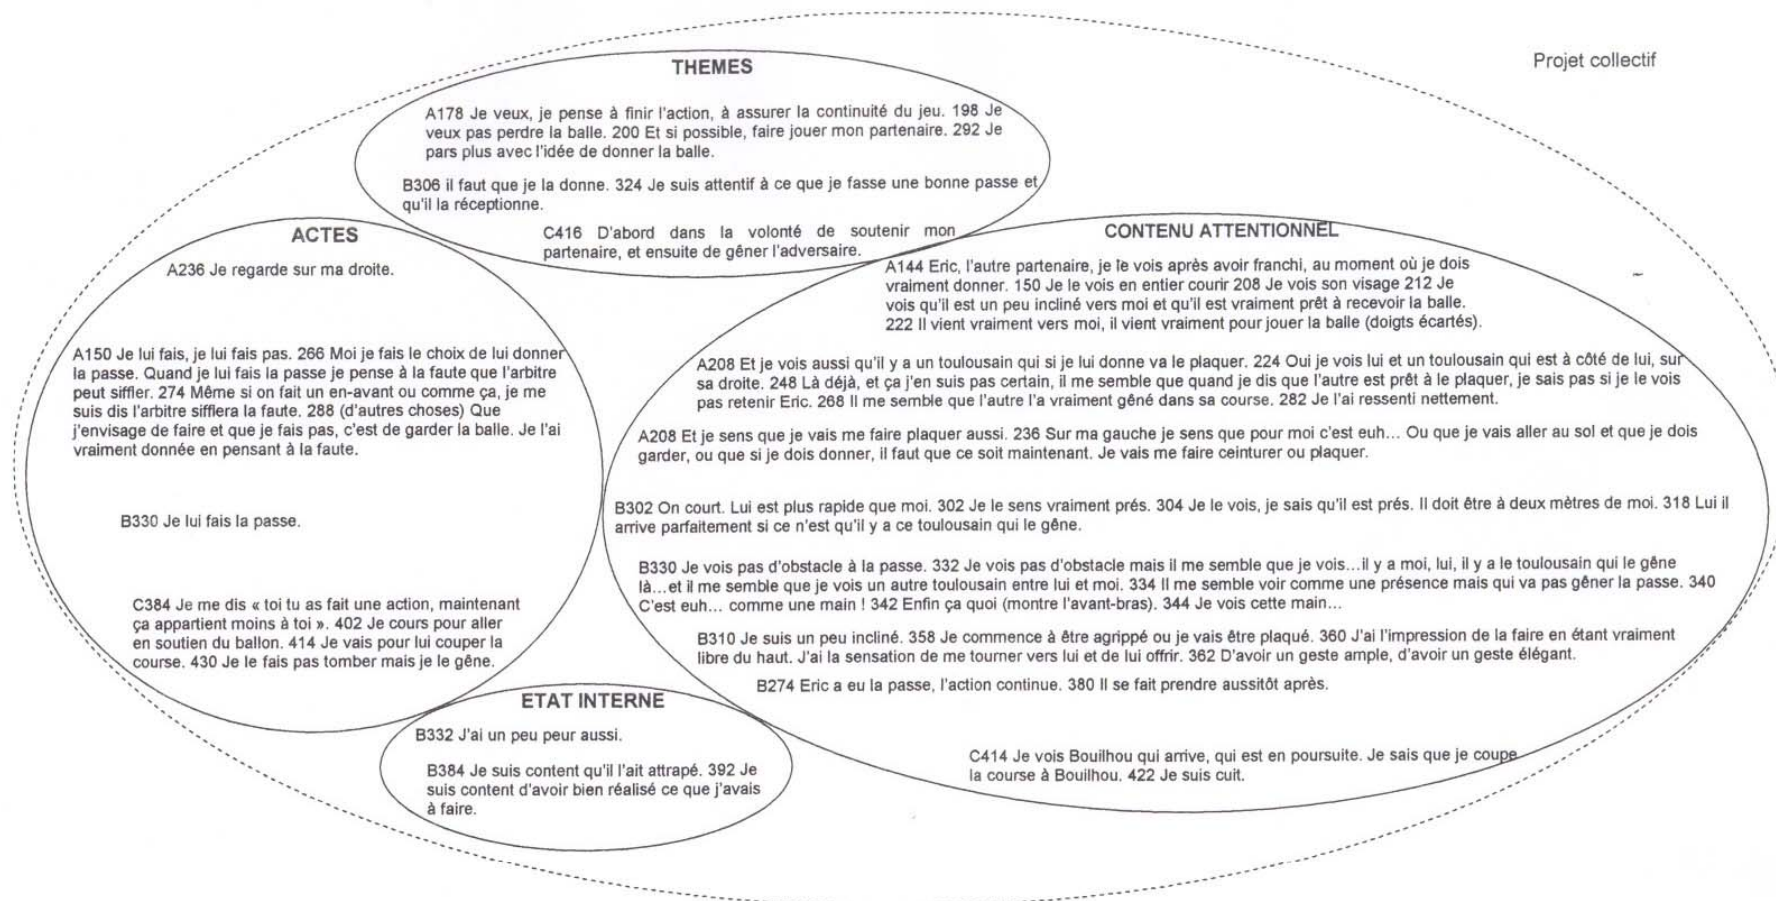 Projet collectif
THEMES
A178 Je veux, je pense à finir l'action, à assurer la continuité du jeu. 198 Je
veux pas perdre la balle. 200 Et si possible, faire jouer mon partenaire. 292 Je
pars plus avec l'idée de donner la balle.
B306 il faut que je la donne. 324 Je suis attentif à ce que je fasse une bonne passe et
qu'il la réceptionne.
C416 D'abord dans la volonté de soutenir mon
partenaire, et ensuite de gêner l'adversaire.
ACTES
A236 Je regarde sur ma droite.
A150 Je lui fais, je lui fais pas. 266 Moi je fais le choix de lui donner
la passe. Quand je lui fais la passe je pense à la faute que l'arbitre
peut siffler. 274 Même si on fait un en-avant ou comme ça, je me
suis dis l'arbitre sifflera la faute. 288 (d'autres choses) Que
j'envisage de faire et que je fais pas, c'est de garder la balle. Je l'ai
vraiment donnée en pensant à la faute.
B330 Je lui fais la passe.
C384 Je me dis « toi tu as fait une action, maintenant
ça appartient moins à toi ». 402 Je cours pour aller
en soutien du ballon. 414 Je vais pour lui couper la
course. 430 Je le fais pas tomber mais je le gêne.
CONTENU ATTENTIONNEL
A144 Eric, l'autre partenaire, je le vois après avoir franchi, au moment où je dois
vraiment donner. 150 Je le vois en entier courir 208 Je vois son visage 212 Je
vois qu'il est un peu incliné vers moi et qu'il est vraiment prêt à recevoir la balle.
222 Il vient vraiment vers moi, il vient vraiment pour jouer la balle (doigts écartés).
A208 Et je vois aussi qu'il y a un toulousain qui si je lui donne va le plaquer. 224 Oui je vois lui et un toulousain qui est à côté de lui, sur
sa droite. 248 Là déjà, et ça j'en suis pas certain, il me semble que quand je dis que l'autre est prêt à le plaquer, je sais pas si je le vois
pas retenir Eric. 268 Il me semble que l'autre l'a vraiment gêné dans sa course. 282 Je l'ai ressenti nettement.
A208 Et je sens que je vais me faire plaquer aussi. 236 Sur ma gauche je sens que pour moi c'est euh... Ou que je vais aller au sol et que je dois
garder, ou que si je dois donner, il faut que ce soit maintenant. Je vais me faire ceinturer ou plaquer.
B302 On court. Lui est plus rapide que moi. 302 Je le sens vraiment prés. 304 Je le vois, je sais qu'il est prés. Il doit être à deux mètres de moi. 318 Lui il
arrive parfaitement si ce n'est qu'il y a ce toulousain qui le gêne.
B330 Je vois pas d'obstacle à la passe. 332 Je vois pas d'obstacle mais il me semble que je vois...il y a moi, lui, il y a le toulousain qui le gêne
là...et il me semble que je vois un autre toulousain entre lui et moi. 334 Il me semble voir comme une présence mais qui va pas gêner la passe. 340
C'est euh... comme une main ! 342 Enfin ça quoi (montre l'avant-bras). 344 Je vois cette main...
B310 Je suis un peu incliné. 358 Je commence à être agrippé ou je vais être plaqué. 360 J'ai l'impression de la faire en étant vraiment
libre du haut. J'ai la sensation de me tourner vers lui et de lui offrir. 362 D'avoir un geste ample, d'avoir un geste élégant.
B274 Eric a eu la passe, l'action continue. 380 Il se fait prendre aussitôt après.
C414 Je vois Bouilhou qui arrive, qui est en poursuite. Je sais que je coupe
la course à Bouilhou. 422 Je suis cuit.
ETAT INTERNE
B332 J'ai un peu peur aussi.
B384 Je suis content qu'il l'ait attrapé. 392 Je
suis content d'avoir bien réalisé ce que j'avais
à faire.